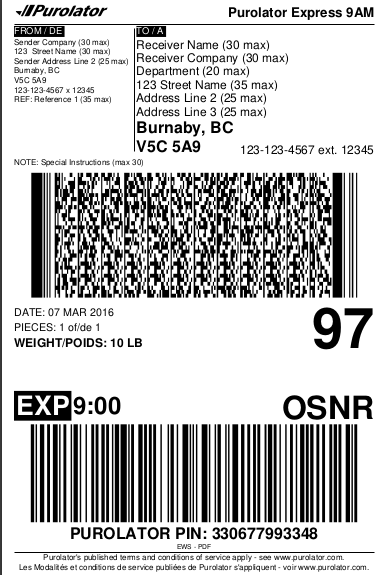 Purolator
Purolator Express 9AM
FROM / DE
Sender Company (30 max)
123 Street Name (30 max)
Sender Address Line 2 (25 max)
Burnaby, BC
V5C 5A9
123-123-4567 x 12345
REF: Reference 1 (35 max)
TO / A
Receiver Name (30 max)
Receiver Company (30 max)
Department (20 max)
123 Street Name (35 max)
Address Line 2 (25 max)
Address Line 3 (25 max)
Burnaby, BC
V5C 5A9
123-123-4567 ext. 12345
NOTE: Special Instructions (max 30)
DATE: 07 MAR 2016
PIECES: 1 of/de 1
WEIGHT/POIDS: 10 LB
97
EXP 9:00
OSNR
PUROLATOR PIN: 330677993348
EWS - PDF
Purolator's published terms and conditions of service apply - see www.purolator.com.
Les Modalités et conditions de service publiées de Purolator s'appliquent - voir www.purolator.com.